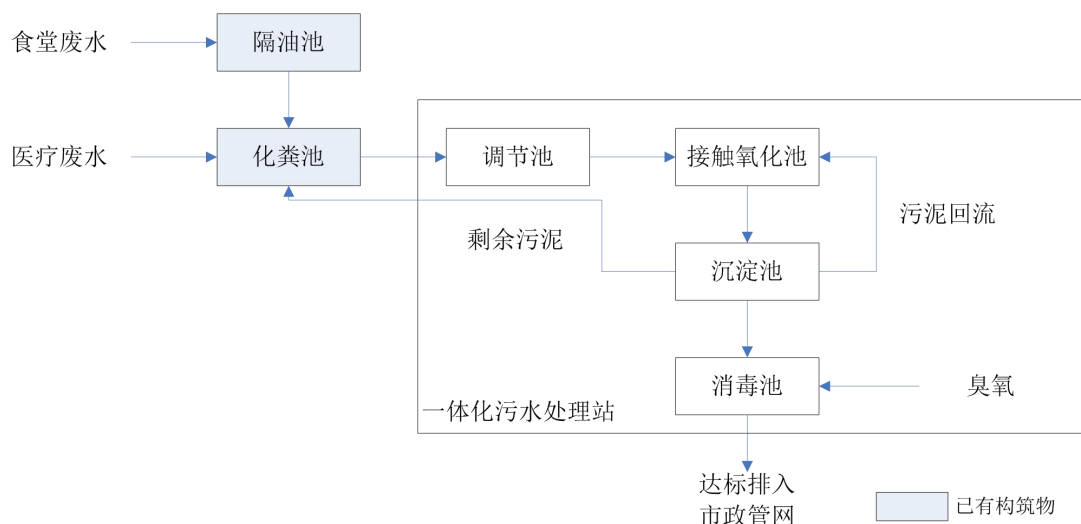 食堂废水
隔油池
医疗废水
化粪池
调节池
接触氧化池
污泥回流
剩余污泥
沉淀池
消毒池
臭氧
一体化污水处理站
达标排入
市政管网
已有构筑物